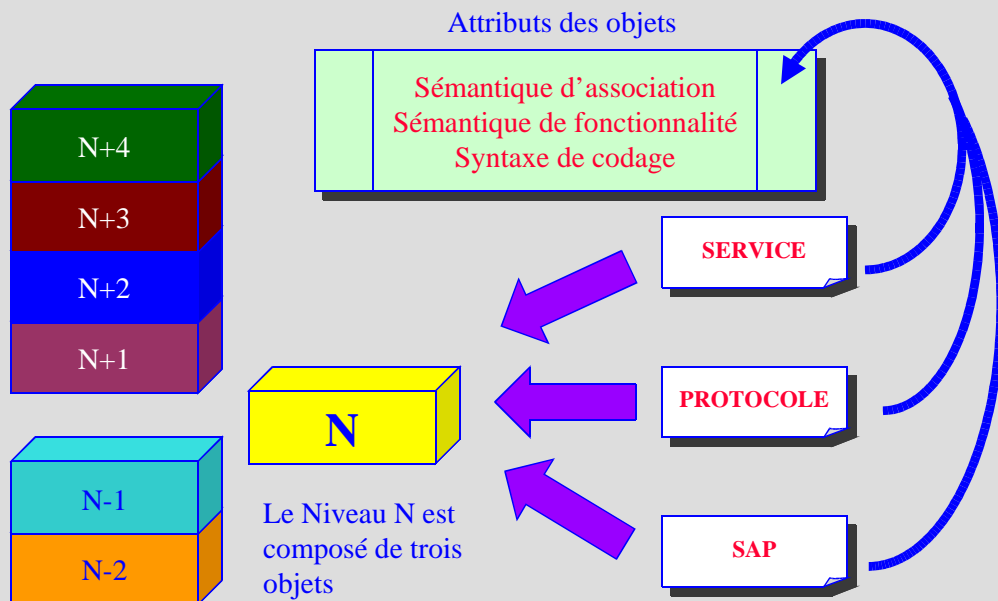 Attributs des objets
Sémantique d’association
Sémantique de fonctionnalité
Syntaxe de codage
N+4
N+3
N+2
N+1
N
N-1
N-2
Le Niveau N est
composé de trois
objets
SERVICE
PROTOCOLE
SAP